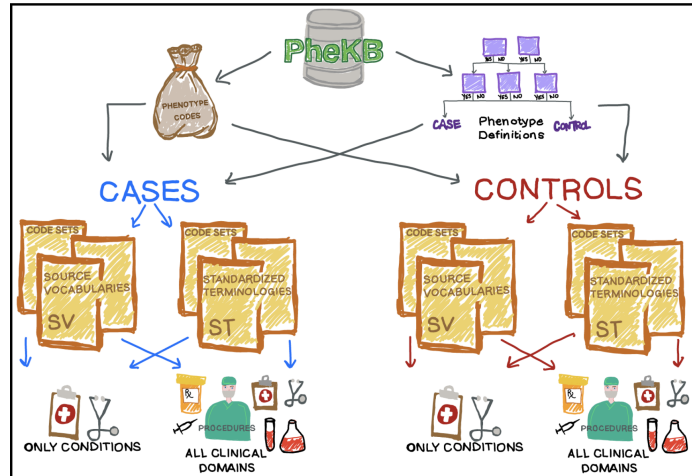 PheKB
PHENOTYPE
CODES
YES NO YES NO
YES NO YES NO YES NO
CASE
Phenotype
Definitions
CONTROL
CASES
CONTROLS
CODE SETS
CODE SETS
SOURCE
VOCABULARIES
SV
STANDARDIZED
TERMINOLOGIES
ST
CODE SETS
CODE SETS
SOURCE
VOCABULARIES
SV
STANDARDIZED
TERMINOLOGIES
ST
Rx
PROCEDURES
ONLY CONDITIONS
ALL CLINICAL
DOMAINS
Rx
PROCEDURES
ONLY CONDITIONS
ALL CLINICAL
DOMAINS